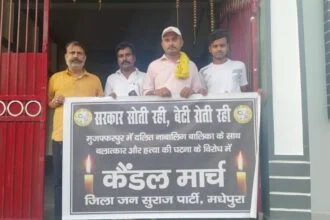 सरकार सोती रही, बेटी रोती रही
मुजफ्फरपुर में दलित नाबालिग बालिका के साथ
बलात्कार और हत्या की घटना के विरोध में
कैंडल मार्च
जिला जन सुराज पार्टी, मधेपुरा